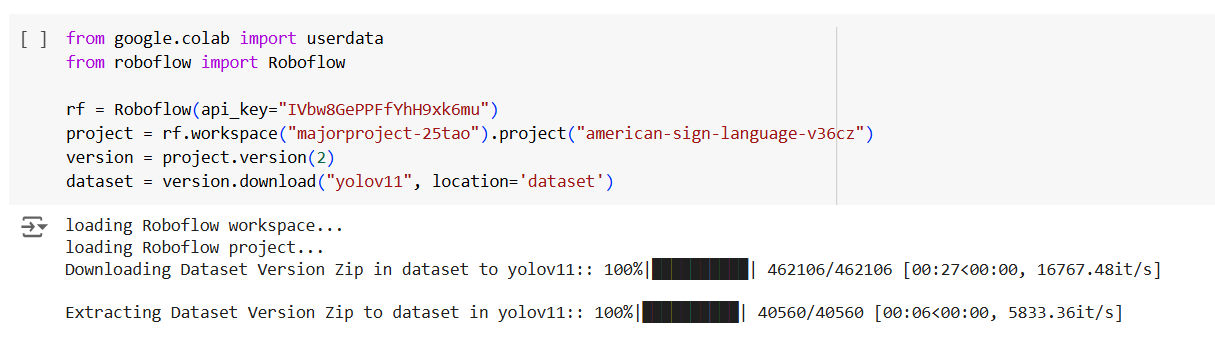 [ ] from google.colab import userdata
from roboflow import Roboflow
rf = Roboflow(api_key="IVbw8GePPFfYhH9xk6mu")
project = rf.workspace("majorproject-25tao").project("american-sign-language-v36cz")
version = project.version(2)
dataset = version.download("yolov11", location='dataset')
loading Roboflow workspace...
loading Roboflow project...
Downloading Dataset Version Zip in dataset to yolov11:: 100%|██████████| 462106/462106 [00:27<00:00, 16767.48it/s]
Extracting Dataset Version Zip to dataset in yolov11:: 100%|██████████| 40560/40560 [00:06<00:00, 5833.36it/s]